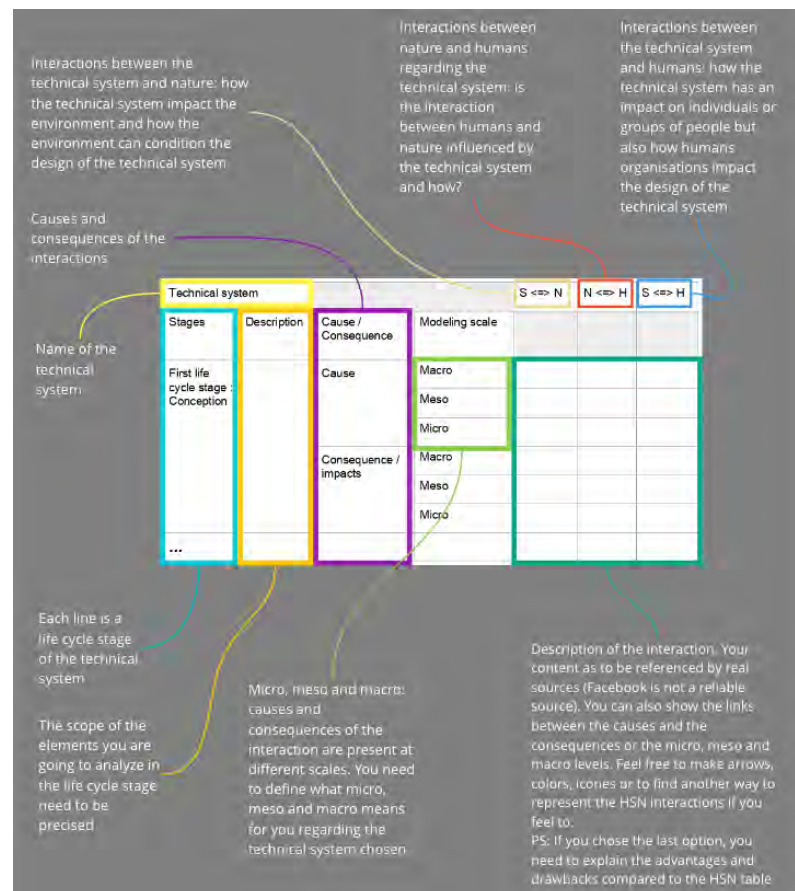 Interactions between the
technical system and nature: how
the technical system impact the
environment and how the
environment can condition the
design of the technical system
Interactions between
nature and humans
regarding the
technical system: is
the interaction
between humans and
nature influenced by
the technical system
and how?
Interactions between
the technical system
and humans: how the
technical system has an
impact on individuals or
groups of people but
also how humans
organisations impact
the design of the
technical system
Causes and
consequences of the
interactions
Name of the
technical
system
Technical system
S <=> N
N <=> H
S <=> H
Stages
Description
Cause /
Consequence
Modeling scale
First life
cycle stage :
Conception
Cause
Macro
Meso
Micro
Consequence /
impacts
Macro
Meso
Micro
...
Each line is a
life cycle stage
of the technical
system
The scope of the
elements you are
going to analyze in
the life cycle stage
need to be
precised
Micro, meso and macro:
causes and
consequences of the
interaction are present at
different scales. You need
to define what micro,
meso and macro means
for you regarding the
technical system chosen
Description of the interaction. Your
content as to be referenced by real
sources (Facebook is not a reliable
source). You can also show the links
between the causes and the
consequences or the micro, meso and
macro levels. Feel free to make arrows,
colors, icones or to find another way to
represent the HSN interactions if you
feel to.
PS: If you chose the last option, you
need to explain the advantages and
drawbacks compared to the HSN table